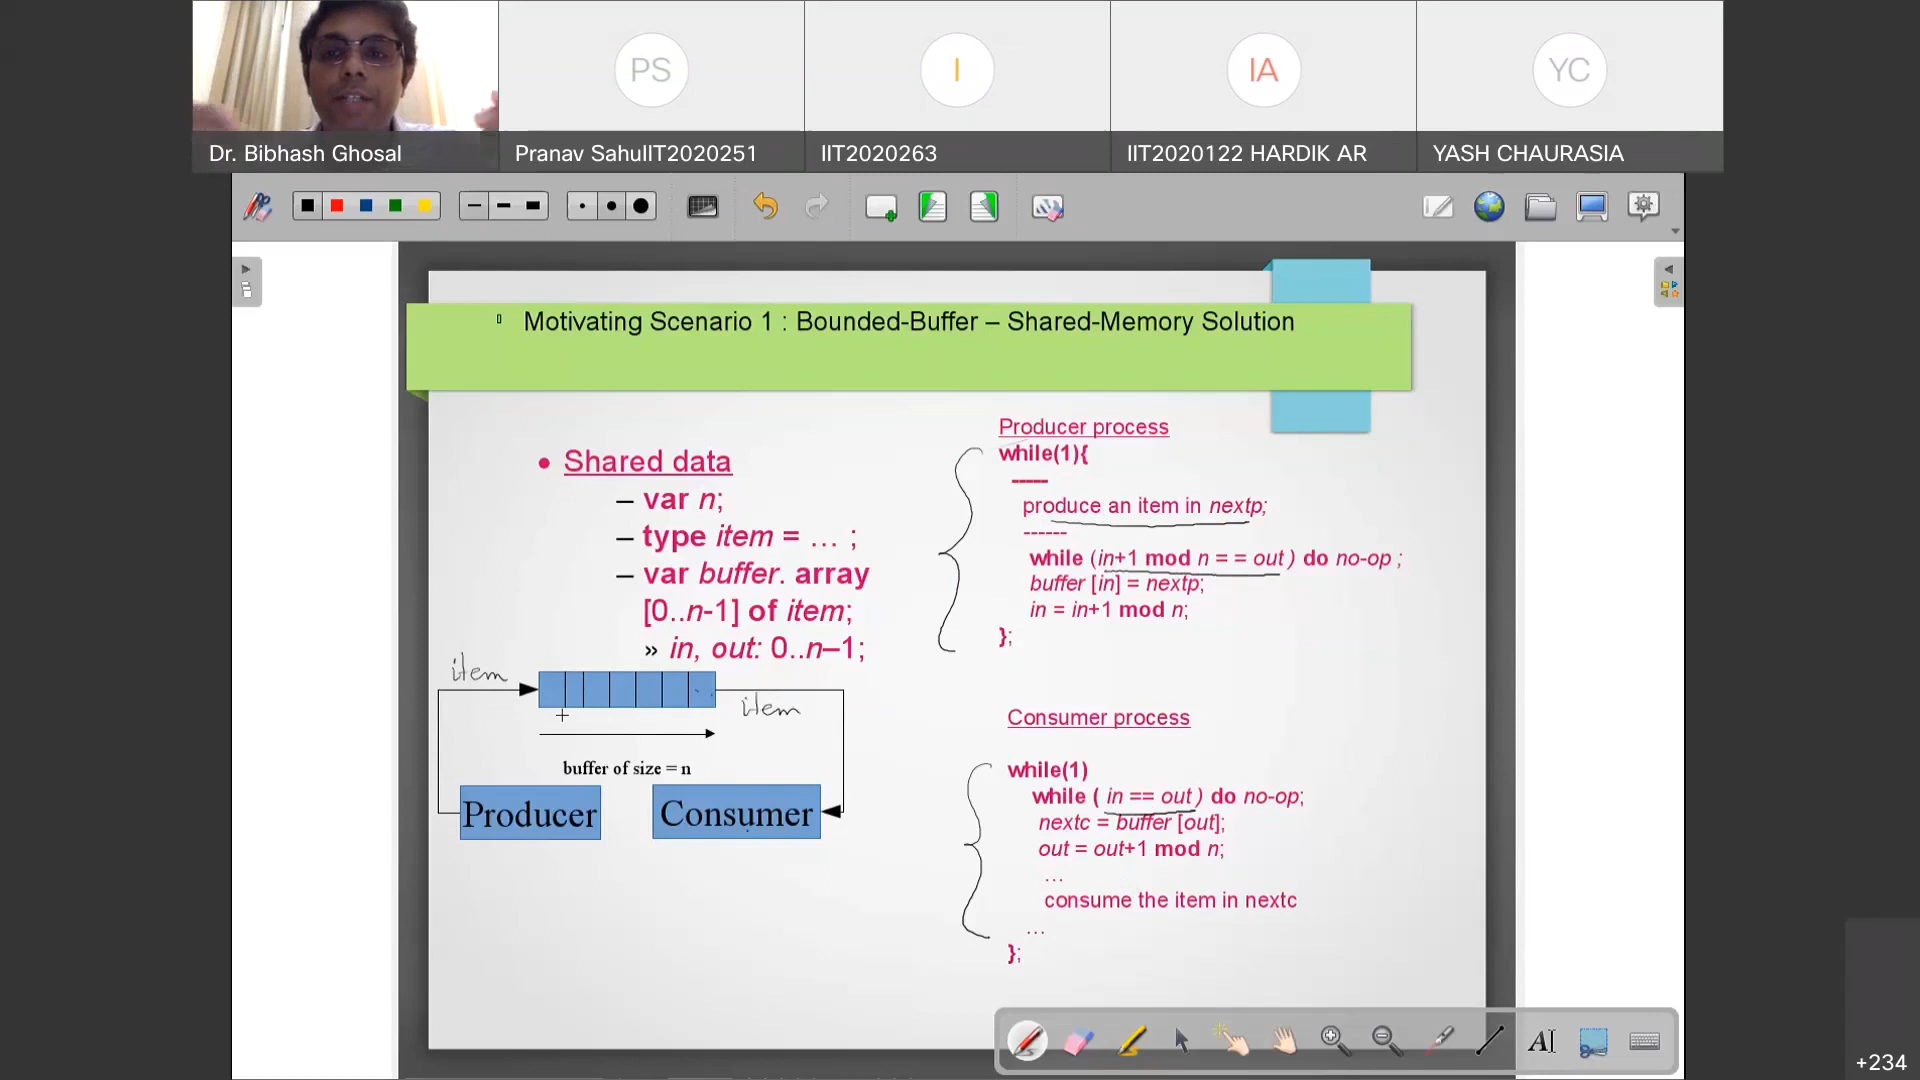 PS
I
IA
YC
Dr. Bibhash Ghosal
Pranav SahuIIT2020251
IIT2020263
IIT2020122 HARDIK AR
YASH CHAURASIA
Motivating Scenario 1 : Bounded-Buffer – Shared-Memory Solution
• Shared data
– var n;
– type item = … ;
– var buffer. array
[0..n-1] of item;
» in, out: 0..n–1;
item
item
buffer of size = n
Producer
Consumer
Producer process
while(1){
-----
produce an item in nextp;
------
while (in+1 mod n = = out ) do no-op ;
buffer [in] = nextp;
in = in+1 mod n;
};
Consumer process
while(1)
while ( in == out ) do no-op;
nextc = buffer [out];
out = out+1 mod n;
…
consume the item in nextc
…
};
AI
+234